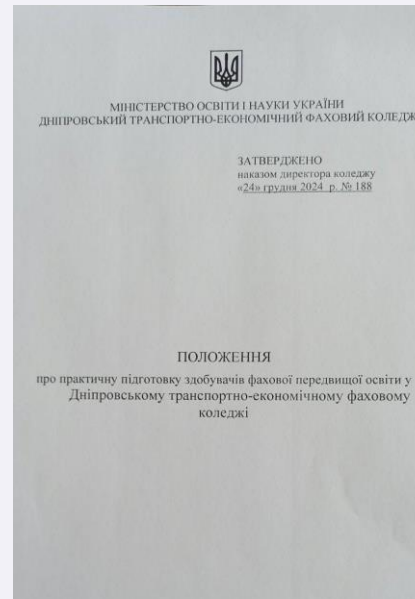 МІНІСТЕРСТВО ОСВІТИ І НАУКИ УКРАЇНИ
ДНІПРОВСЬКИЙ ТРАНСПОРТНО-ЕКОНОМІЧНИЙ ФАХОВИЙ КОЛЕДЖ
ЗАТВЕРДЖЕНО
наказом директора коледжу
«24» грудня 2024 р. № 188
ПОЛОЖЕННЯ
про практичну підготовку здобувачів фахової передвищої освіти у
Дніпровському транспортно-економічному фаховому
коледжі